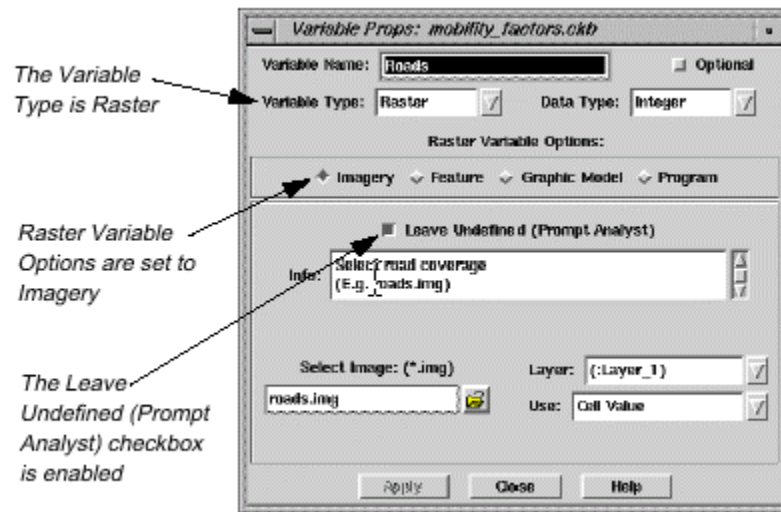 Variable Props: mobility_factors.ckb
Variable Name: Roads Optional
The Variable
Type is Raster
Variable Type: Raster Data Type: Integer
Raster Variable Options:
Imagery Feature Graphic Model Program
Raster Variable
Options are set to
Imagery
Leave Undefined (Prompt Analyst)
Info: Select road coverage
(E.g. roads.img)
The Leave
Undefined (Prompt
Analyst) checkbox
is enabled
Select Image: (*.img) Layer: (:Layer_1)
roads.img Use: Cell Value
Apply Close Help